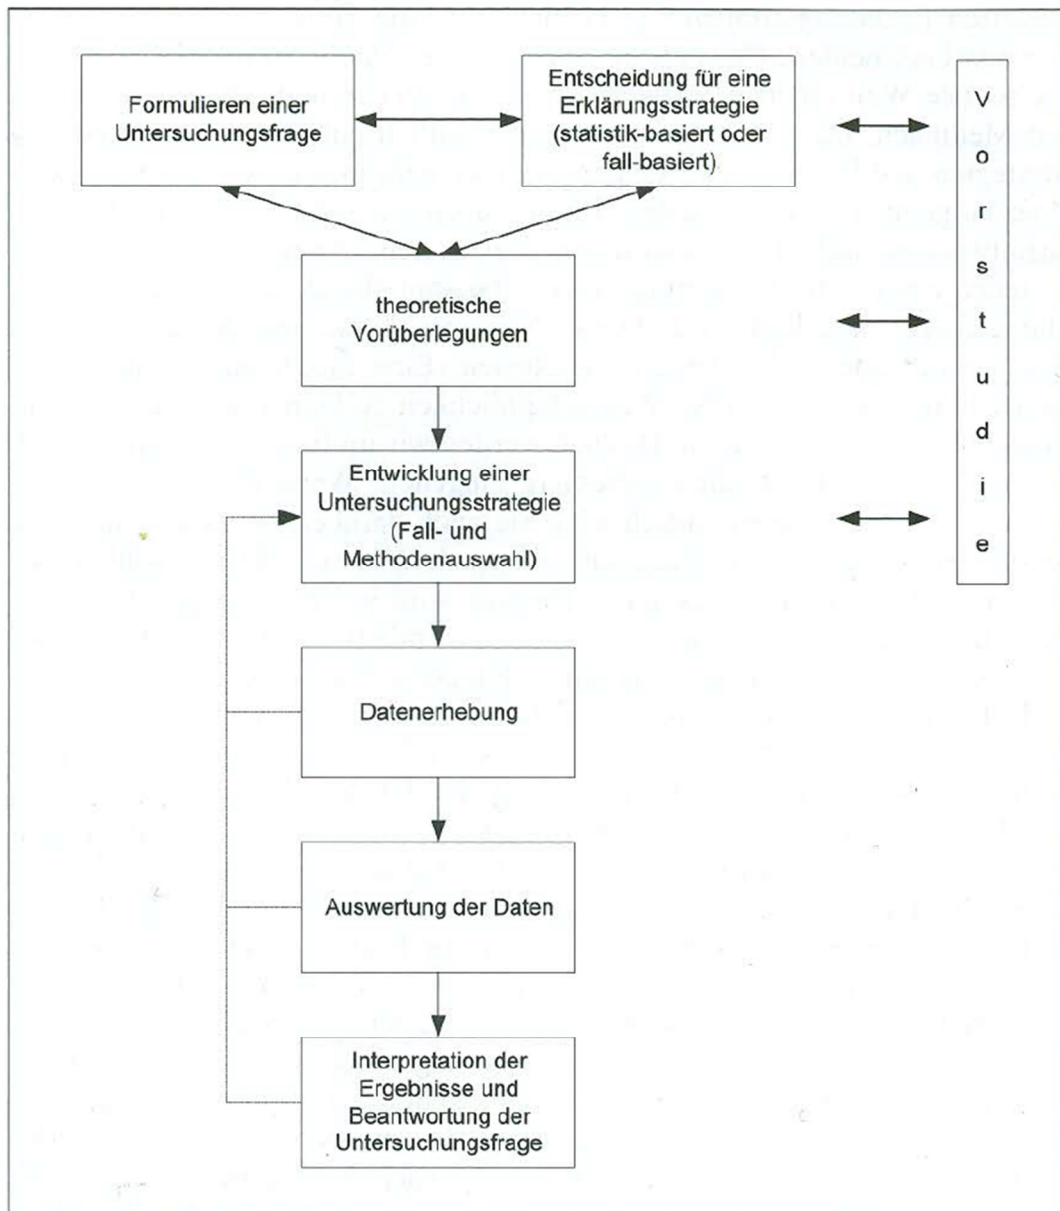 Formulieren einer
Untersuchungsfrage
Entscheidung für eine
Erklärungsstrategie
(statistik-basiert oder
fall-basiert)
Vorstudie
theoretische
Vorüberlegungen
Entwicklung einer
Untersuchungsstrategie
(Fall- und
Methodenauswahl)
Datenerhebung
Auswertung der Daten
Interpretation der
Ergebnisse und
Beantwortung der
Untersuchungsfrage